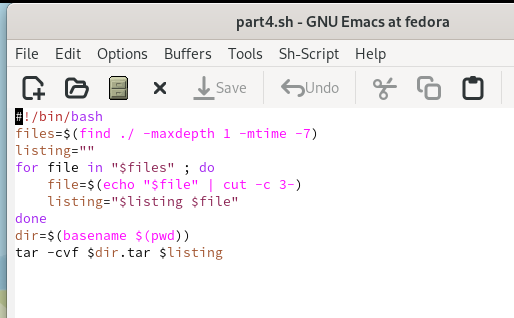 part4.sh - GNU Emacs at fedora
File Edit Options Buffers Tools Sh-Script Help
Save Undo
#!/bin/bash
files=$(find ./ -maxdepth 1 -mtime -7)
listing=""
for file in "$files" ; do
    file=$(echo "$file" | cut -c 3-)
    listing="$listing $file"
done
dir=$(basename $(pwd))
tar -cvf $dir.tar $listing